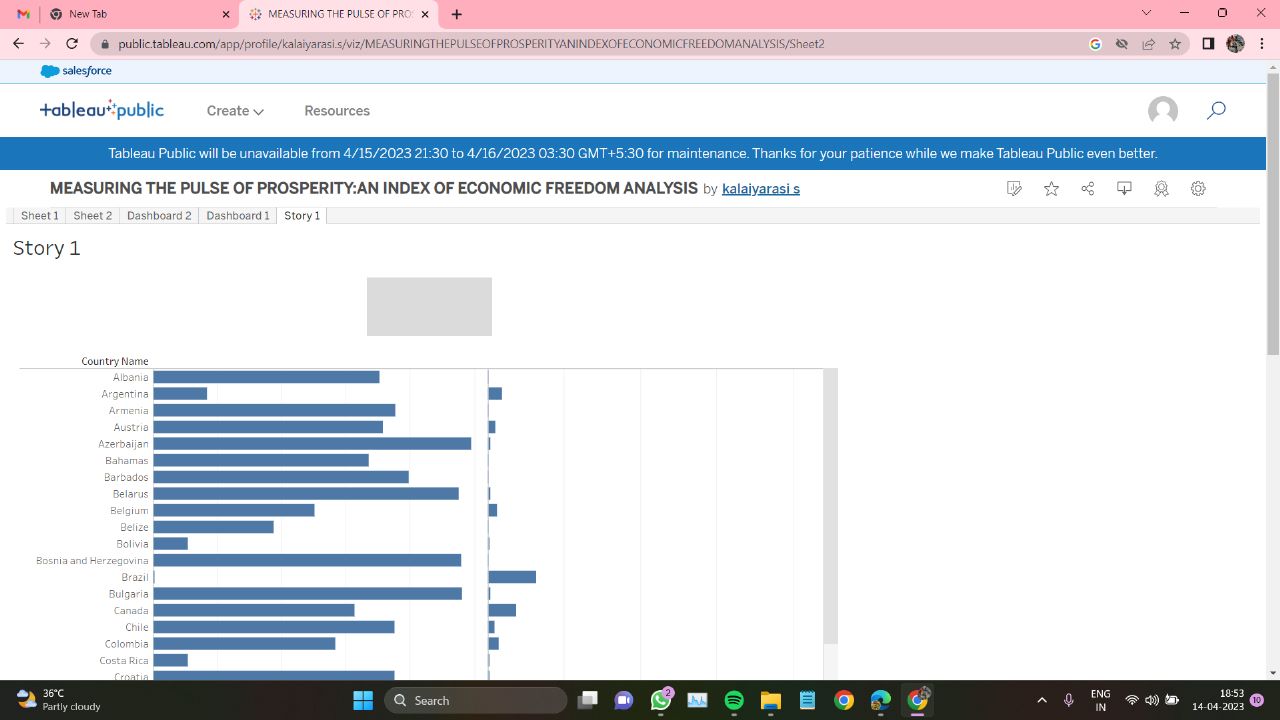 New Tab
MEASURING THE PULSE OF PRO
public.tableau.com/app/profile/kalaiyarasi.s/viz/MEASURINGTHEPULSEOFPROSPERITYANINDEXOFECONOMICFREEDOMANALYSIS/Sheet2
salesforce
tableau public
Create
Resources
Tableau Public will be unavailable from 4/15/2023 21:30 to 4/16/2023 03:30 GMT+5:30 for maintenance. Thanks for your patience while we make Tableau Public even better.
MEASURING THE PULSE OF PROSPERITY:AN INDEX OF ECONOMIC FREEDOM ANALYSIS by kalaiyarasi s
Sheet 1
Sheet 2
Dashboard 2
Dashboard 1
Story 1
Story 1
Country Name
Albania
Argentina
Armenia
Austria
Azerbaijan
Bahamas
Barbados
Belarus
Belgium
Belize
Bolivia
Bosnia and Herzegovina
Brazil
Bulgaria
Canada
Chile
Colombia
Costa Rica
Croatia
36°C
Partly cloudy
Search
2
ENG
IN
18:53
14-04-2023
10